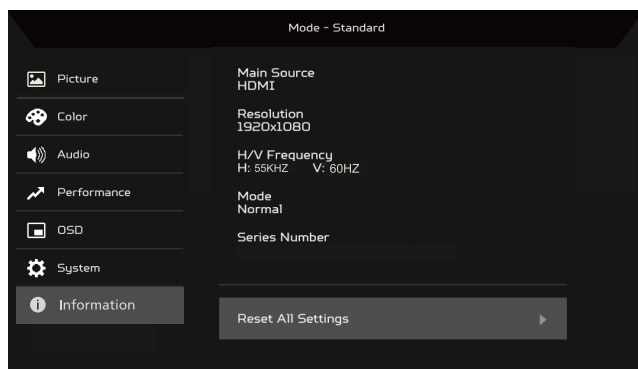 Mode - Standard
Picture
Color
Audio
Performance
OSD
System
Information
Main Source
HDMI
Resolution
1920x1080
H/V Frequency
H: 55KHZ V: 60HZ
Mode
Normal
Series Number
Reset All Settings